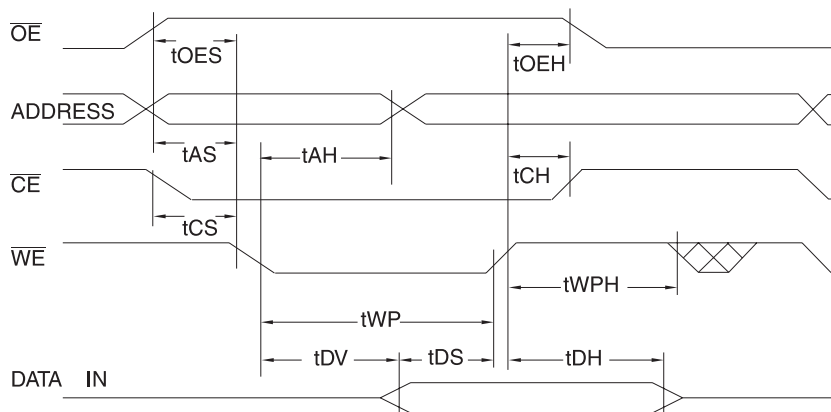 OE
tOES
tOEH
ADDRESS
tAS
tAH
tCH
CE
tCS
WE
tWPH
tWP
tDV
tDS
tDH
DATA IN